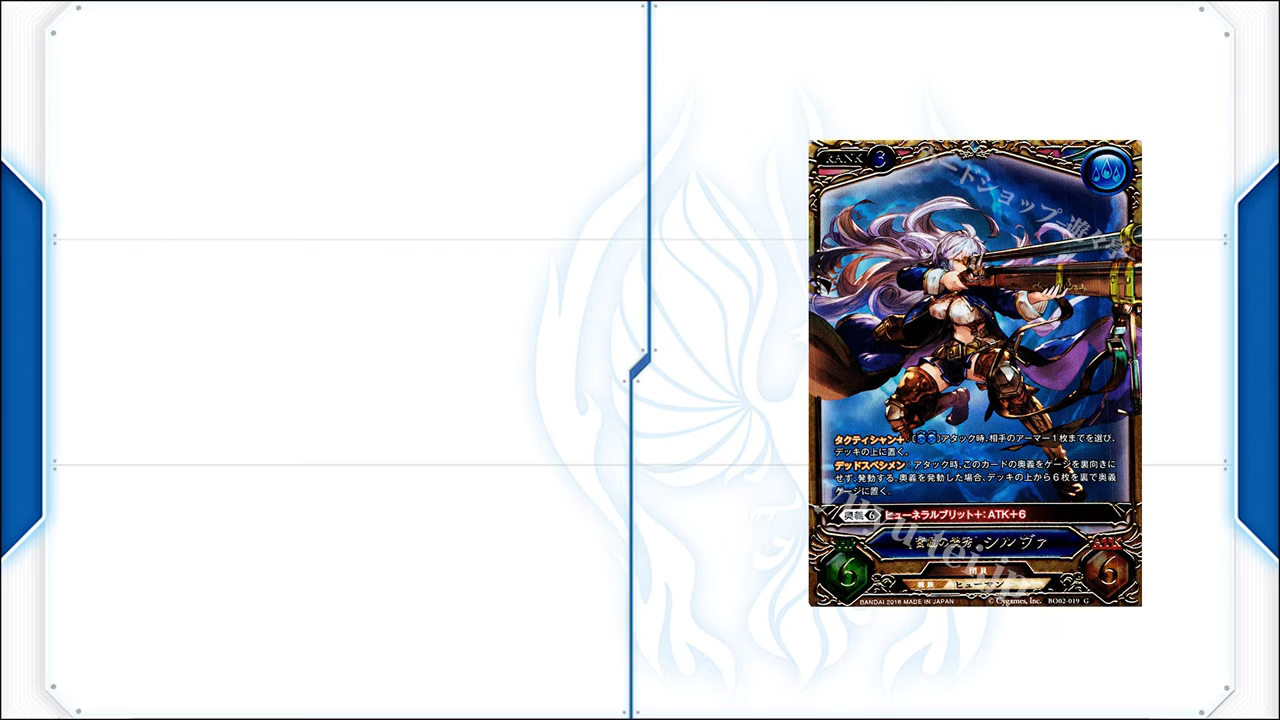 RANK 3
タクティシャン+:アタック時、相手のアーマー1枚までを選び、
デッキの上に置く。
デッドスペシメン:アタック時、このカードの奥義をゲージを裏向きに
せず、発動する。奥義を発動した場合、デッキの上から6枚を裏で奥義
ゲージに置く。
奥義 6 ヒューネラルブリット+:ATK+6
シルヴァ
6
団員
6
種族 ヒューマン
BANDAI 2016 MADE IN JAPAN
© Cygames, Inc. BO02-019 G